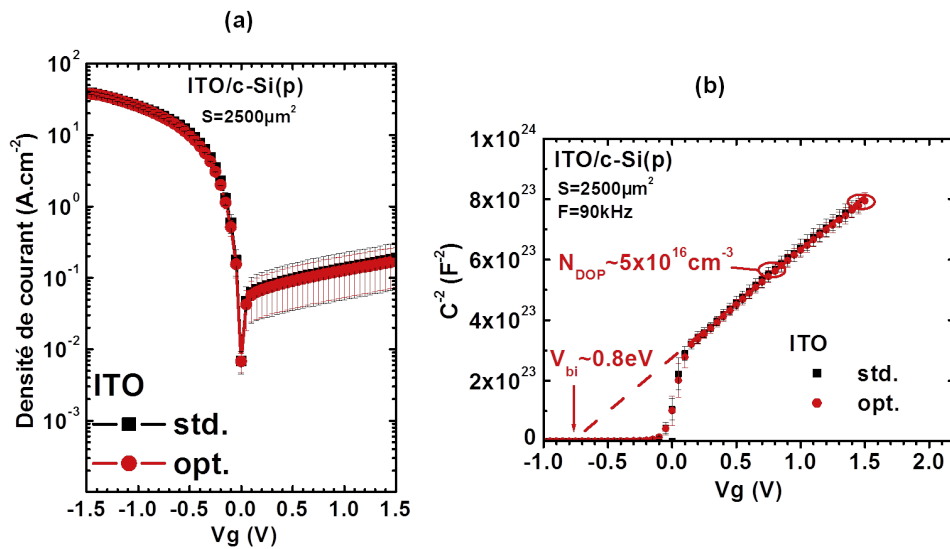 (a)
Densité de courant (A.cm⁻²)
10²
10¹
10⁰
10⁻¹
10⁻²
10⁻³
ITO/c-Si(p)
S=2500µm²
ITO
std.
opt.
-1.5 -1.0 -0.5 0.0 0.5 1.0 1.5
Vg (V)
(b)
C⁻² (F⁻²)
1x10²⁴
8x10²³
6x10²³
4x10²³
2x10²³
0
ITO/c-Si(p)
S=2500µm²
F=90kHz
N_DOP~5x10¹⁶cm⁻³
V_bi~0.8eV
ITO
std.
opt.
-1.0 -0.5 0.0 0.5 1.0 1.5 2.0
Vg (V)